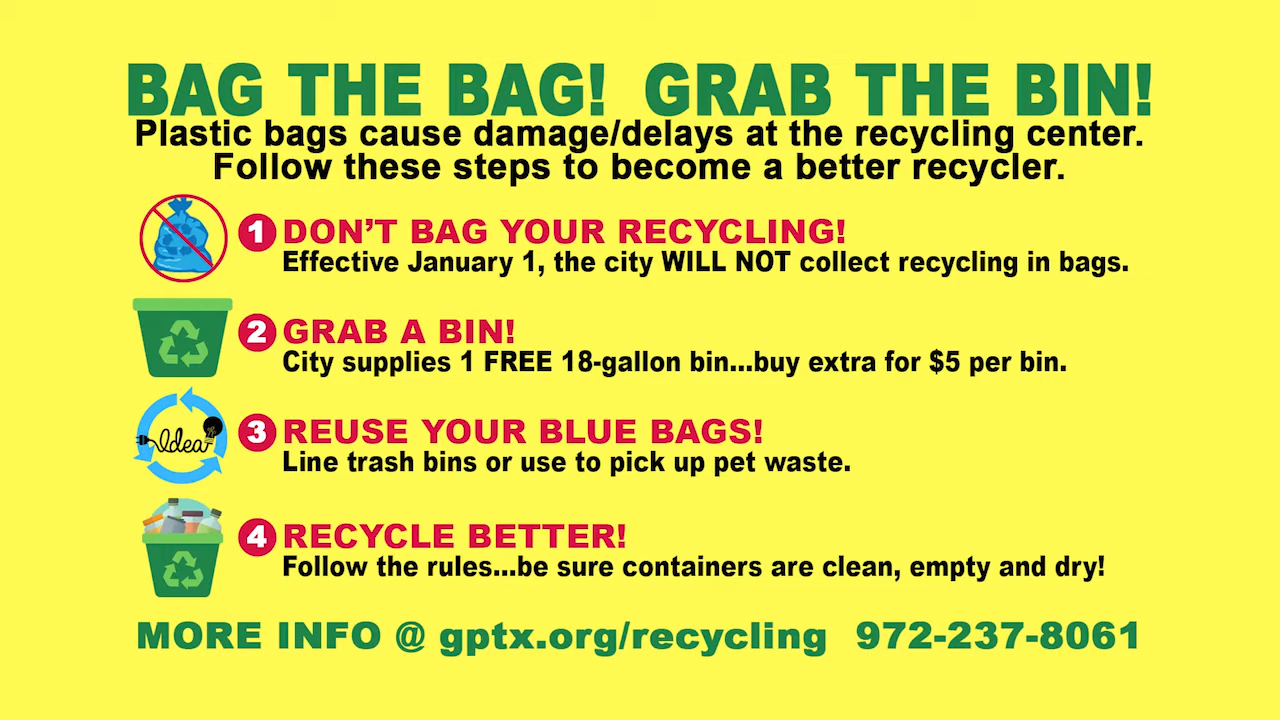 BAG THE BAG! GRAB THE BIN!
Plastic bags cause damage/delays at the recycling center.
Follow these steps to become a better recycler.
1 DON'T BAG YOUR RECYCLING!
Effective January 1, the city WILL NOT collect recycling in bags.
2 GRAB A BIN!
City supplies 1 FREE 18-gallon bin...buy extra for $5 per bin.
Idea
3 REUSE YOUR BLUE BAGS!
Line trash bins or use to pick up pet waste.
4 RECYCLE BETTER!
Follow the rules...be sure containers are clean, empty and dry!
MORE INFO @ gptx.org/recycling 972-237-8061